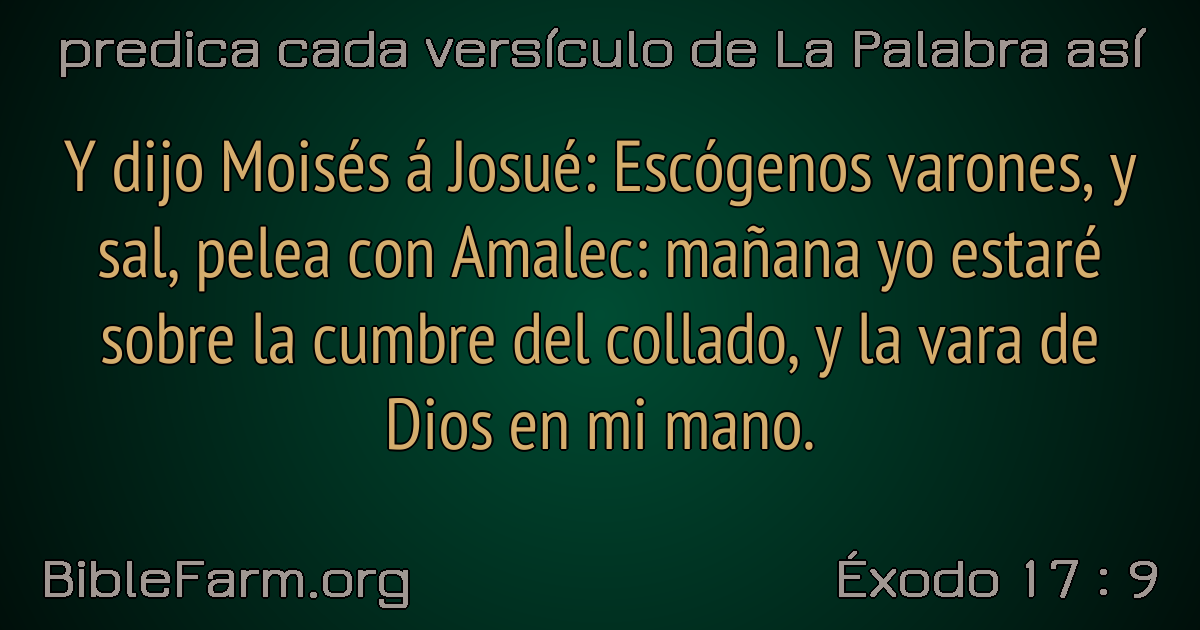 predica cada versículo de La Palabra así
Y dijo Moisés á Josué: Escógenos varones, y
sal, pelea con Amalec: mañana yo estaré
sobre la cumbre del collado, y la vara de
Dios en mi mano.
BibleFarm.org
Éxodo 17 : 9